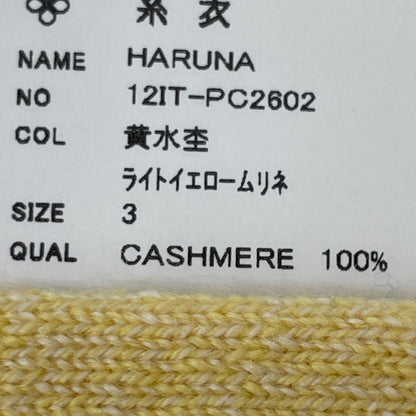 糸衣
NAME HARUNA
NO 12IT-PC2602
COL 黄水杢
ライトイエロームリネ
SIZE 3
QUAL CASHMERE 100%